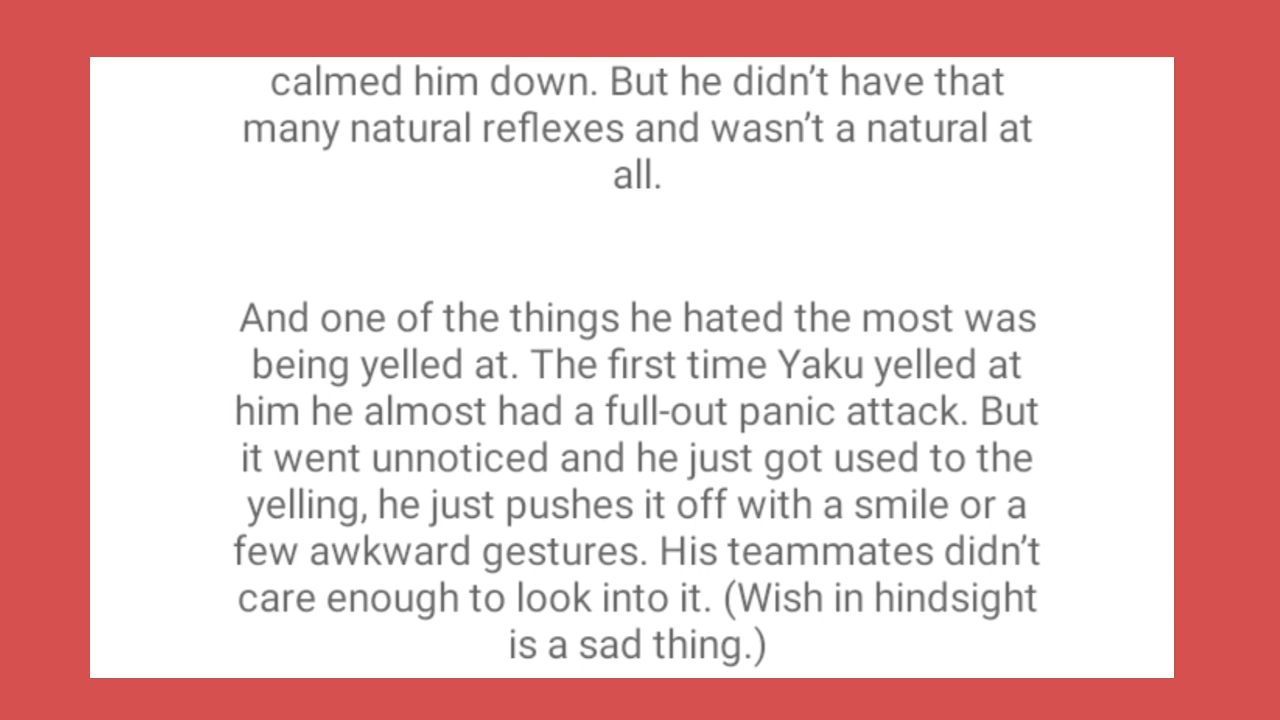 calmed him down. But he didn’t have that
many natural reflexes and wasn’t a natural at
all.
And one of the things he hated the most was
being yelled at. The first time Yaku yelled at
him he almost had a full-out panic attack. But
it went unnoticed and he just got used to the
yelling, he just pushes it off with a smile or a
few awkward gestures. His teammates didn’t
care enough to look into it. (Wish in hindsight
is a sad thing.)